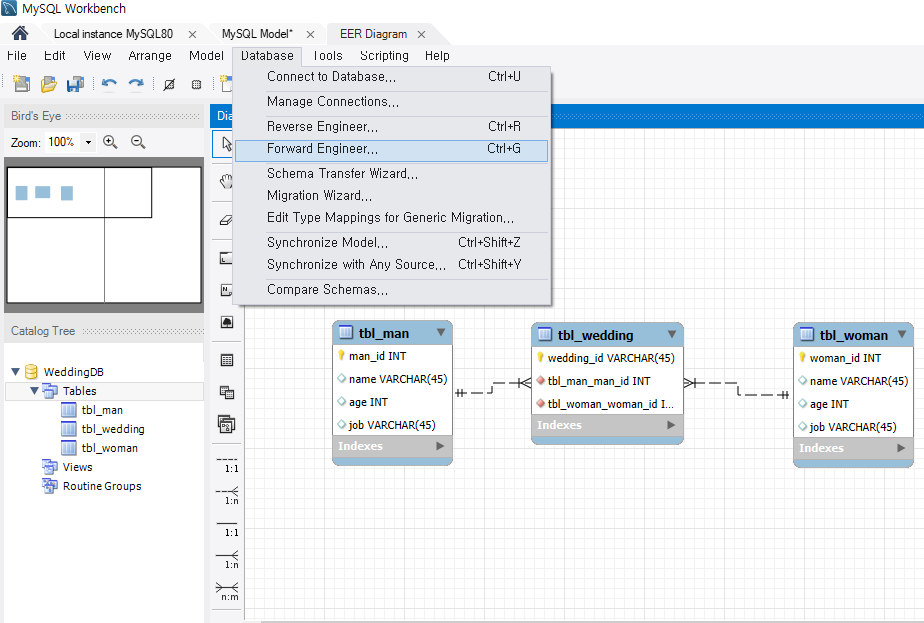 MySQL Workbench
Local instance MySQL80
MySQL Model*
EER Diagram
File Edit View Arrange Model Database Tools Scripting Help
Connect to Database... Ctrl+U
Manage Connections...
Reverse Engineer... Ctrl+R
Forward Engineer... Ctrl+G
Schema Transfer Wizard...
Migration Wizard...
Edit Type Mappings for Generic Migration...
Synchronize Model... Ctrl+Shift+Z
Synchronize with Any Source... Ctrl+Shift+Y
Compare Schemas...
Bird's Eye
Zoom: 100%
Dia
Catalog Tree
WeddingDB
Tables
tbl_man
tbl_wedding
tbl_woman
Views
Routine Groups
1:1
1:n
1:1
1:n
n:m
tbl_man
man_id INT
name VARCHAR(45)
age INT
job VARCHAR(45)
Indexes
tbl_wedding
wedding_id VARCHAR(45)
tbl_man_man_id INT
tbl_woman_woman_id I...
Indexes
tbl_woman
woman_id INT
name VARCHAR(45)
age INT
job VARCHAR(45)
Indexes